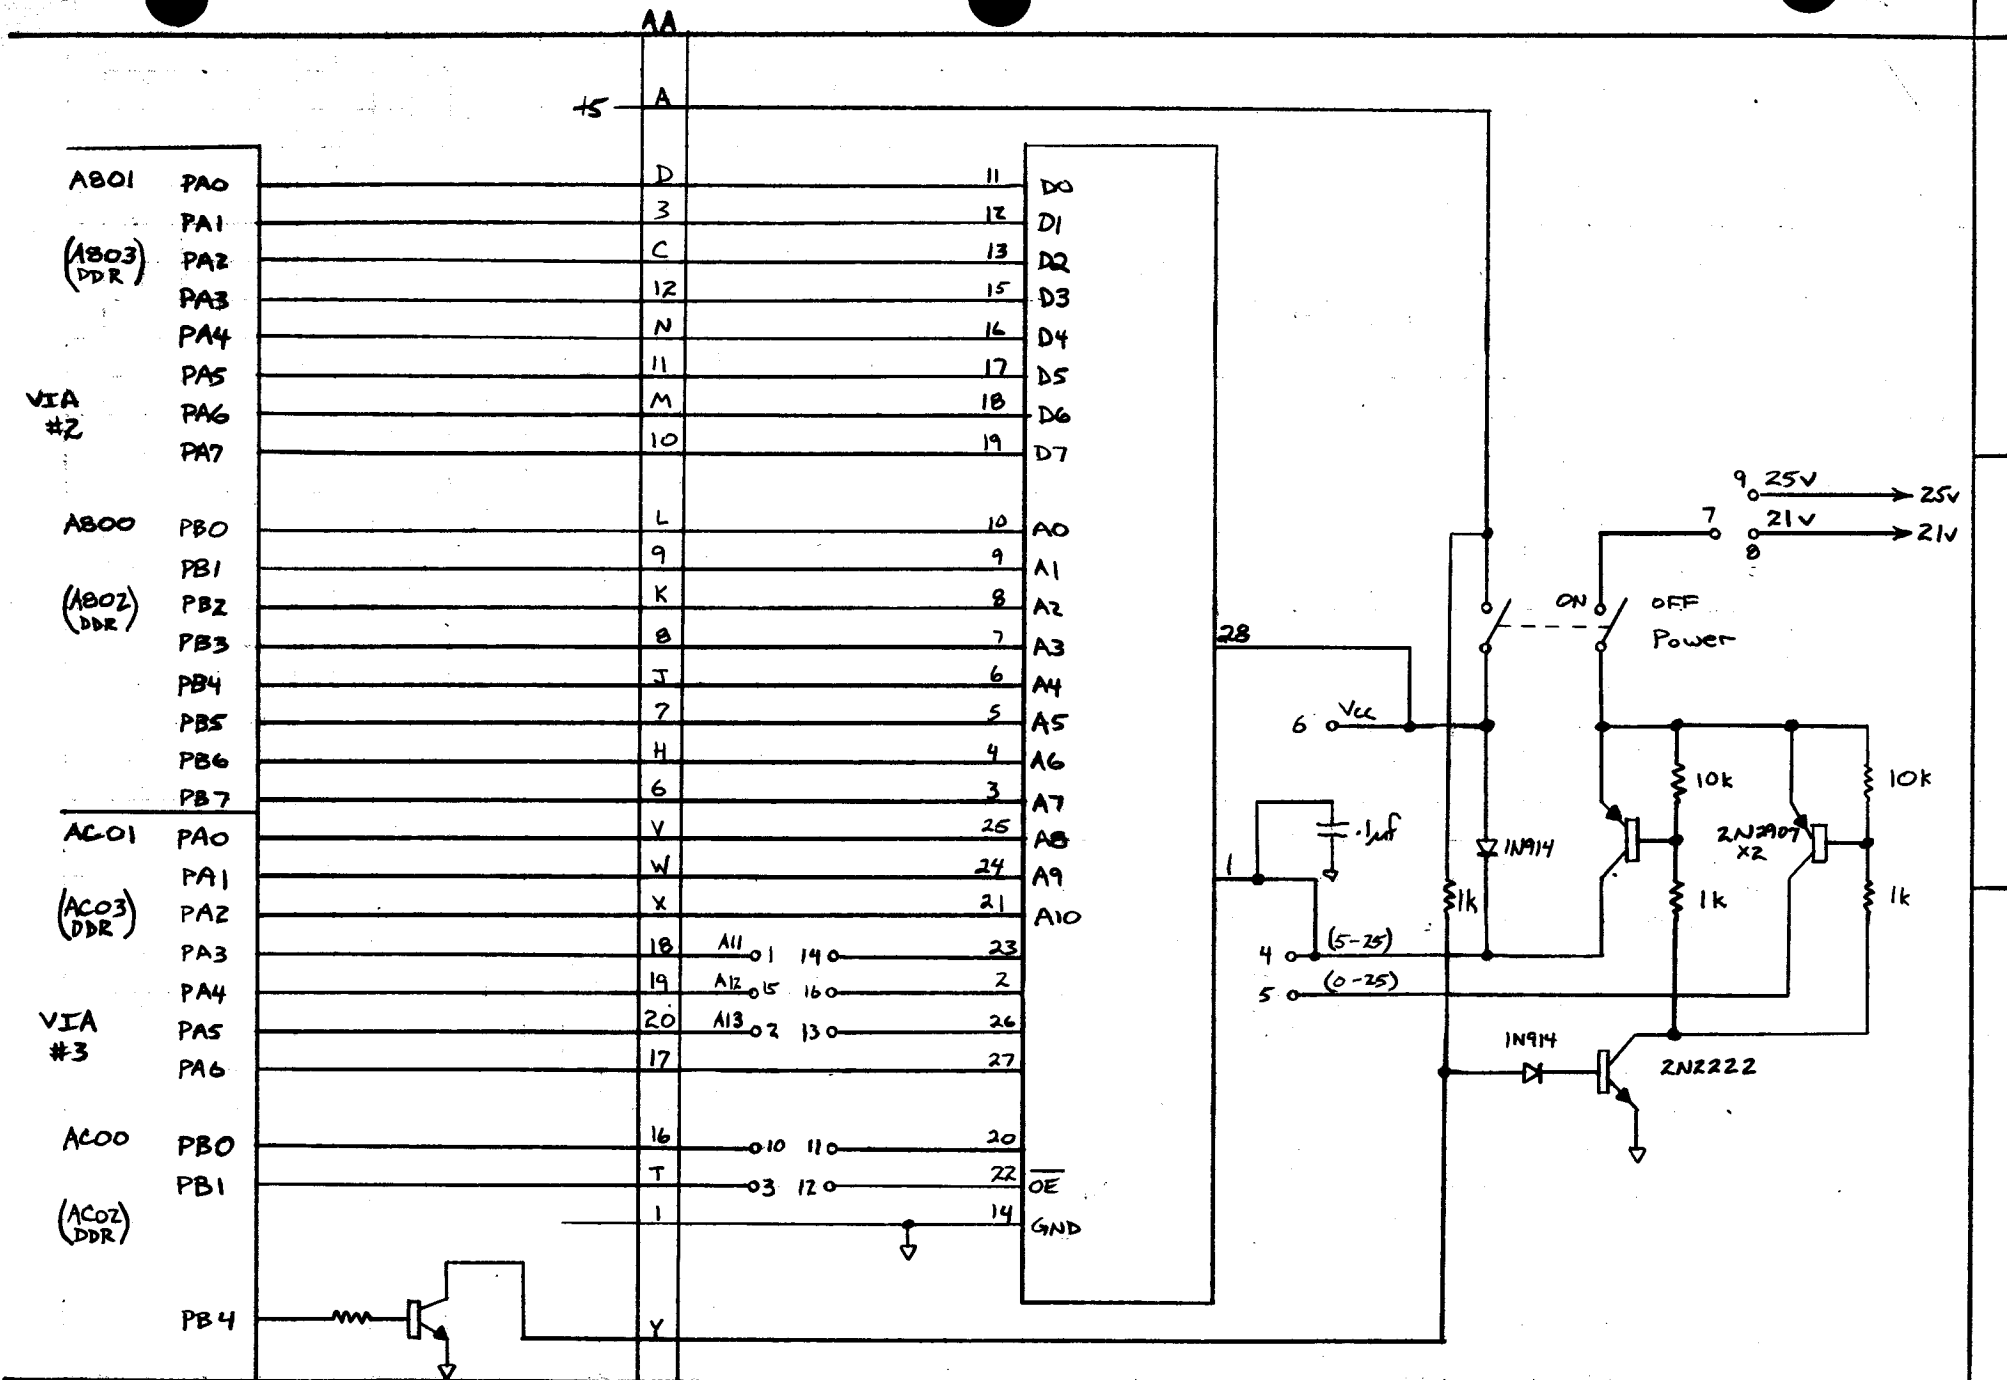 AA
+5 A
A801 PA0 D 11 D0
PA1 3 12 D1
(A803) PA2 C 13 D2
DDR
PA3 12 15 D3
PA4 N 16 D4
PA5 11 17 D5
VIA
#2
PA6 M 18 D6
PA7 10 19 D7
9 25v 25v
7 21v 21v
8
A800 PB0 L 10 A0
PB1 9 9 A1
(A802) PB2 K 8 A2
DDR
ON OFF
Power
PB3 8 7 A3
28
PB4 J 6 A4
PB5 7 5 A5
6 Vcc
PB6 H 4 A6
10k 10k
PB7 6 3 A7
AC01 PA0 V 25 A8
.1µf
1N914
2N2907
X2
PA1 W 24 A9
1
(AC03) PA2 X 21 A10
DDR
1k 1k 1k
PA3 18 A11 1 14 23
4 (5-25)
PA4 19 A12 15 16 2
5 (0-25)
VIA
#3
PA5 20 A13 2 13 26
PA6 17 27
1N914
2N2222
AC00 PB0 16 10 11 20
PB1 T 3 12 22 OE
(AC02)
DDR
1 14 GND
PB4 Y